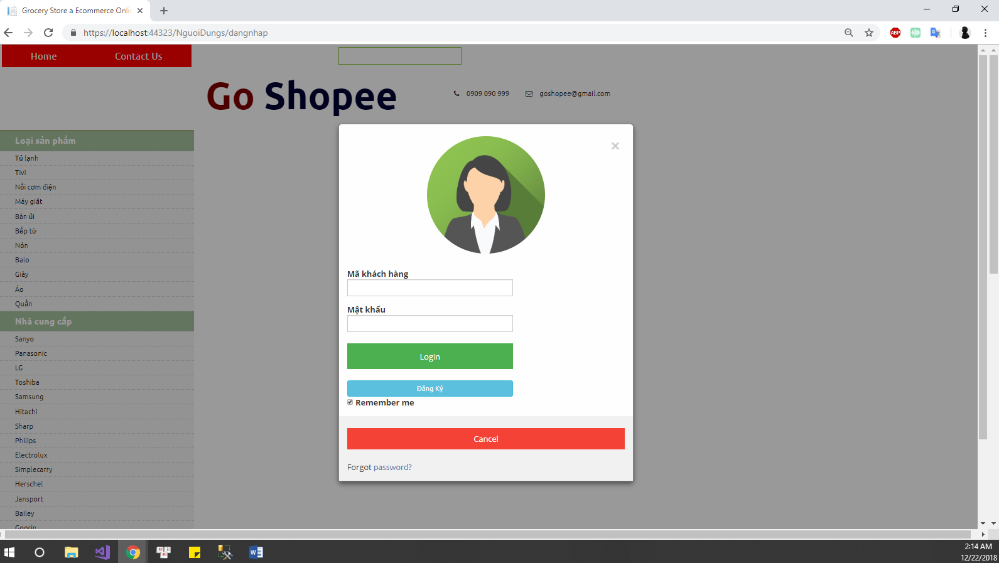 Grocery Store a Ecommerce Onlin
https://localhost:44323/NguoiDungs/dangnhap
ABP
Home
Contact Us
Go Shopee
0909 090 999
goshopee@gmail.com
Loại sản phẩm
Tủ lạnh
Tivi
Nồi cơm điện
Máy giặt
Bàn ủi
Bếp từ
Nón
Balo
Giày
Áo
Quần
Nhà cung cấp
Sanyo
Panasonic
LG
Toshiba
Samsung
Hitachi
Sharp
Philips
Electrolux
Simplecarry
Herschel
Jansport
Bailey
Goorin
Mã khách hàng
Mật khẩu
Login
Đăng Ký
Remember me
Cancel
Forgot password?
2:14 AM
12/22/2018